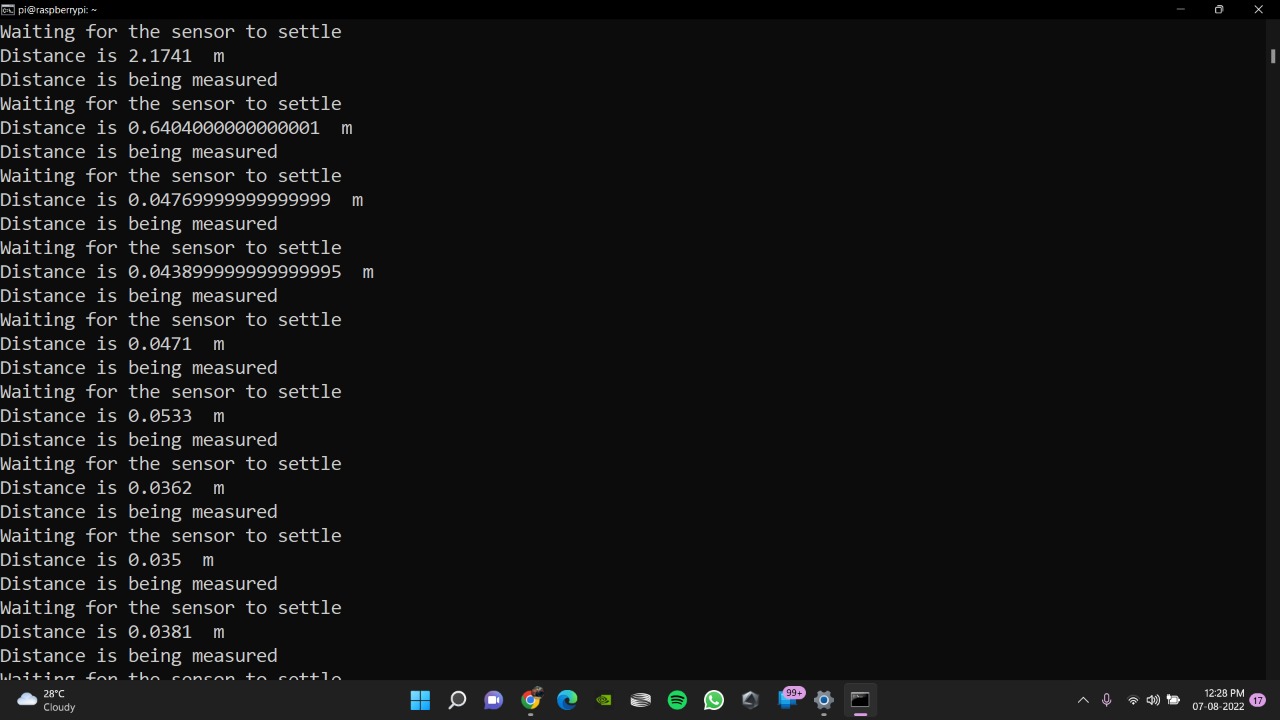 pi@raspberrypi: ~
Waiting for the sensor to settle
Distance is 2.1741  m
Distance is being measured
Waiting for the sensor to settle
Distance is 0.6404000000000001  m
Distance is being measured
Waiting for the sensor to settle
Distance is 0.04769999999999999  m
Distance is being measured
Waiting for the sensor to settle
Distance is 0.043899999999999995  m
Distance is being measured
Waiting for the sensor to settle
Distance is 0.0471  m
Distance is being measured
Waiting for the sensor to settle
Distance is 0.0533  m
Distance is being measured
Waiting for the sensor to settle
Distance is 0.0362  m
Distance is being measured
Waiting for the sensor to settle
Distance is 0.035  m
Distance is being measured
Waiting for the sensor to settle
Distance is 0.0381  m
Distance is being measured
Waiting for the sensor to settle
28°C
Cloudy
99+
12:28 PM
07-08-2022
17